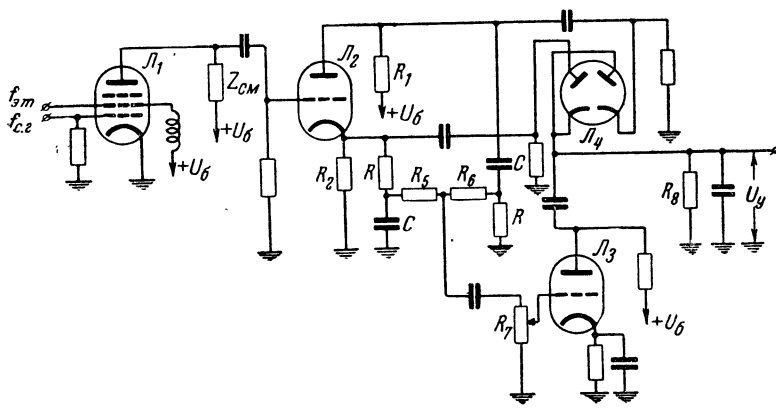 Л₁
fэт
fс.г
+Uб
Zсм
+Uб
Л₂
R₁
+Uб
R₂
R
C
R₅
R₆
C
R
Л₄
R₈
Uу
Л₃
R₇
+Uб